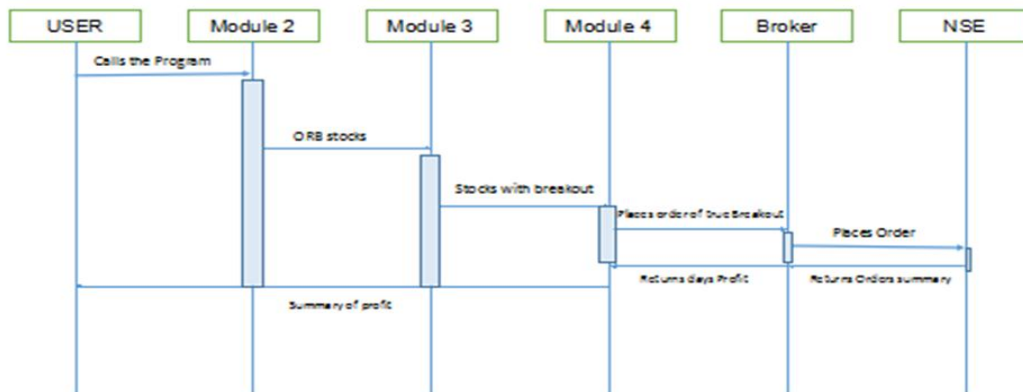 USER
Module 2
Module 3
Module 4
Broker
NSE
Calls the Program
ORB stocks
Stocks with breakout
Places order of true Breakout
Places Order
Returns days Profit
Returns Orders summary
Summary of profit